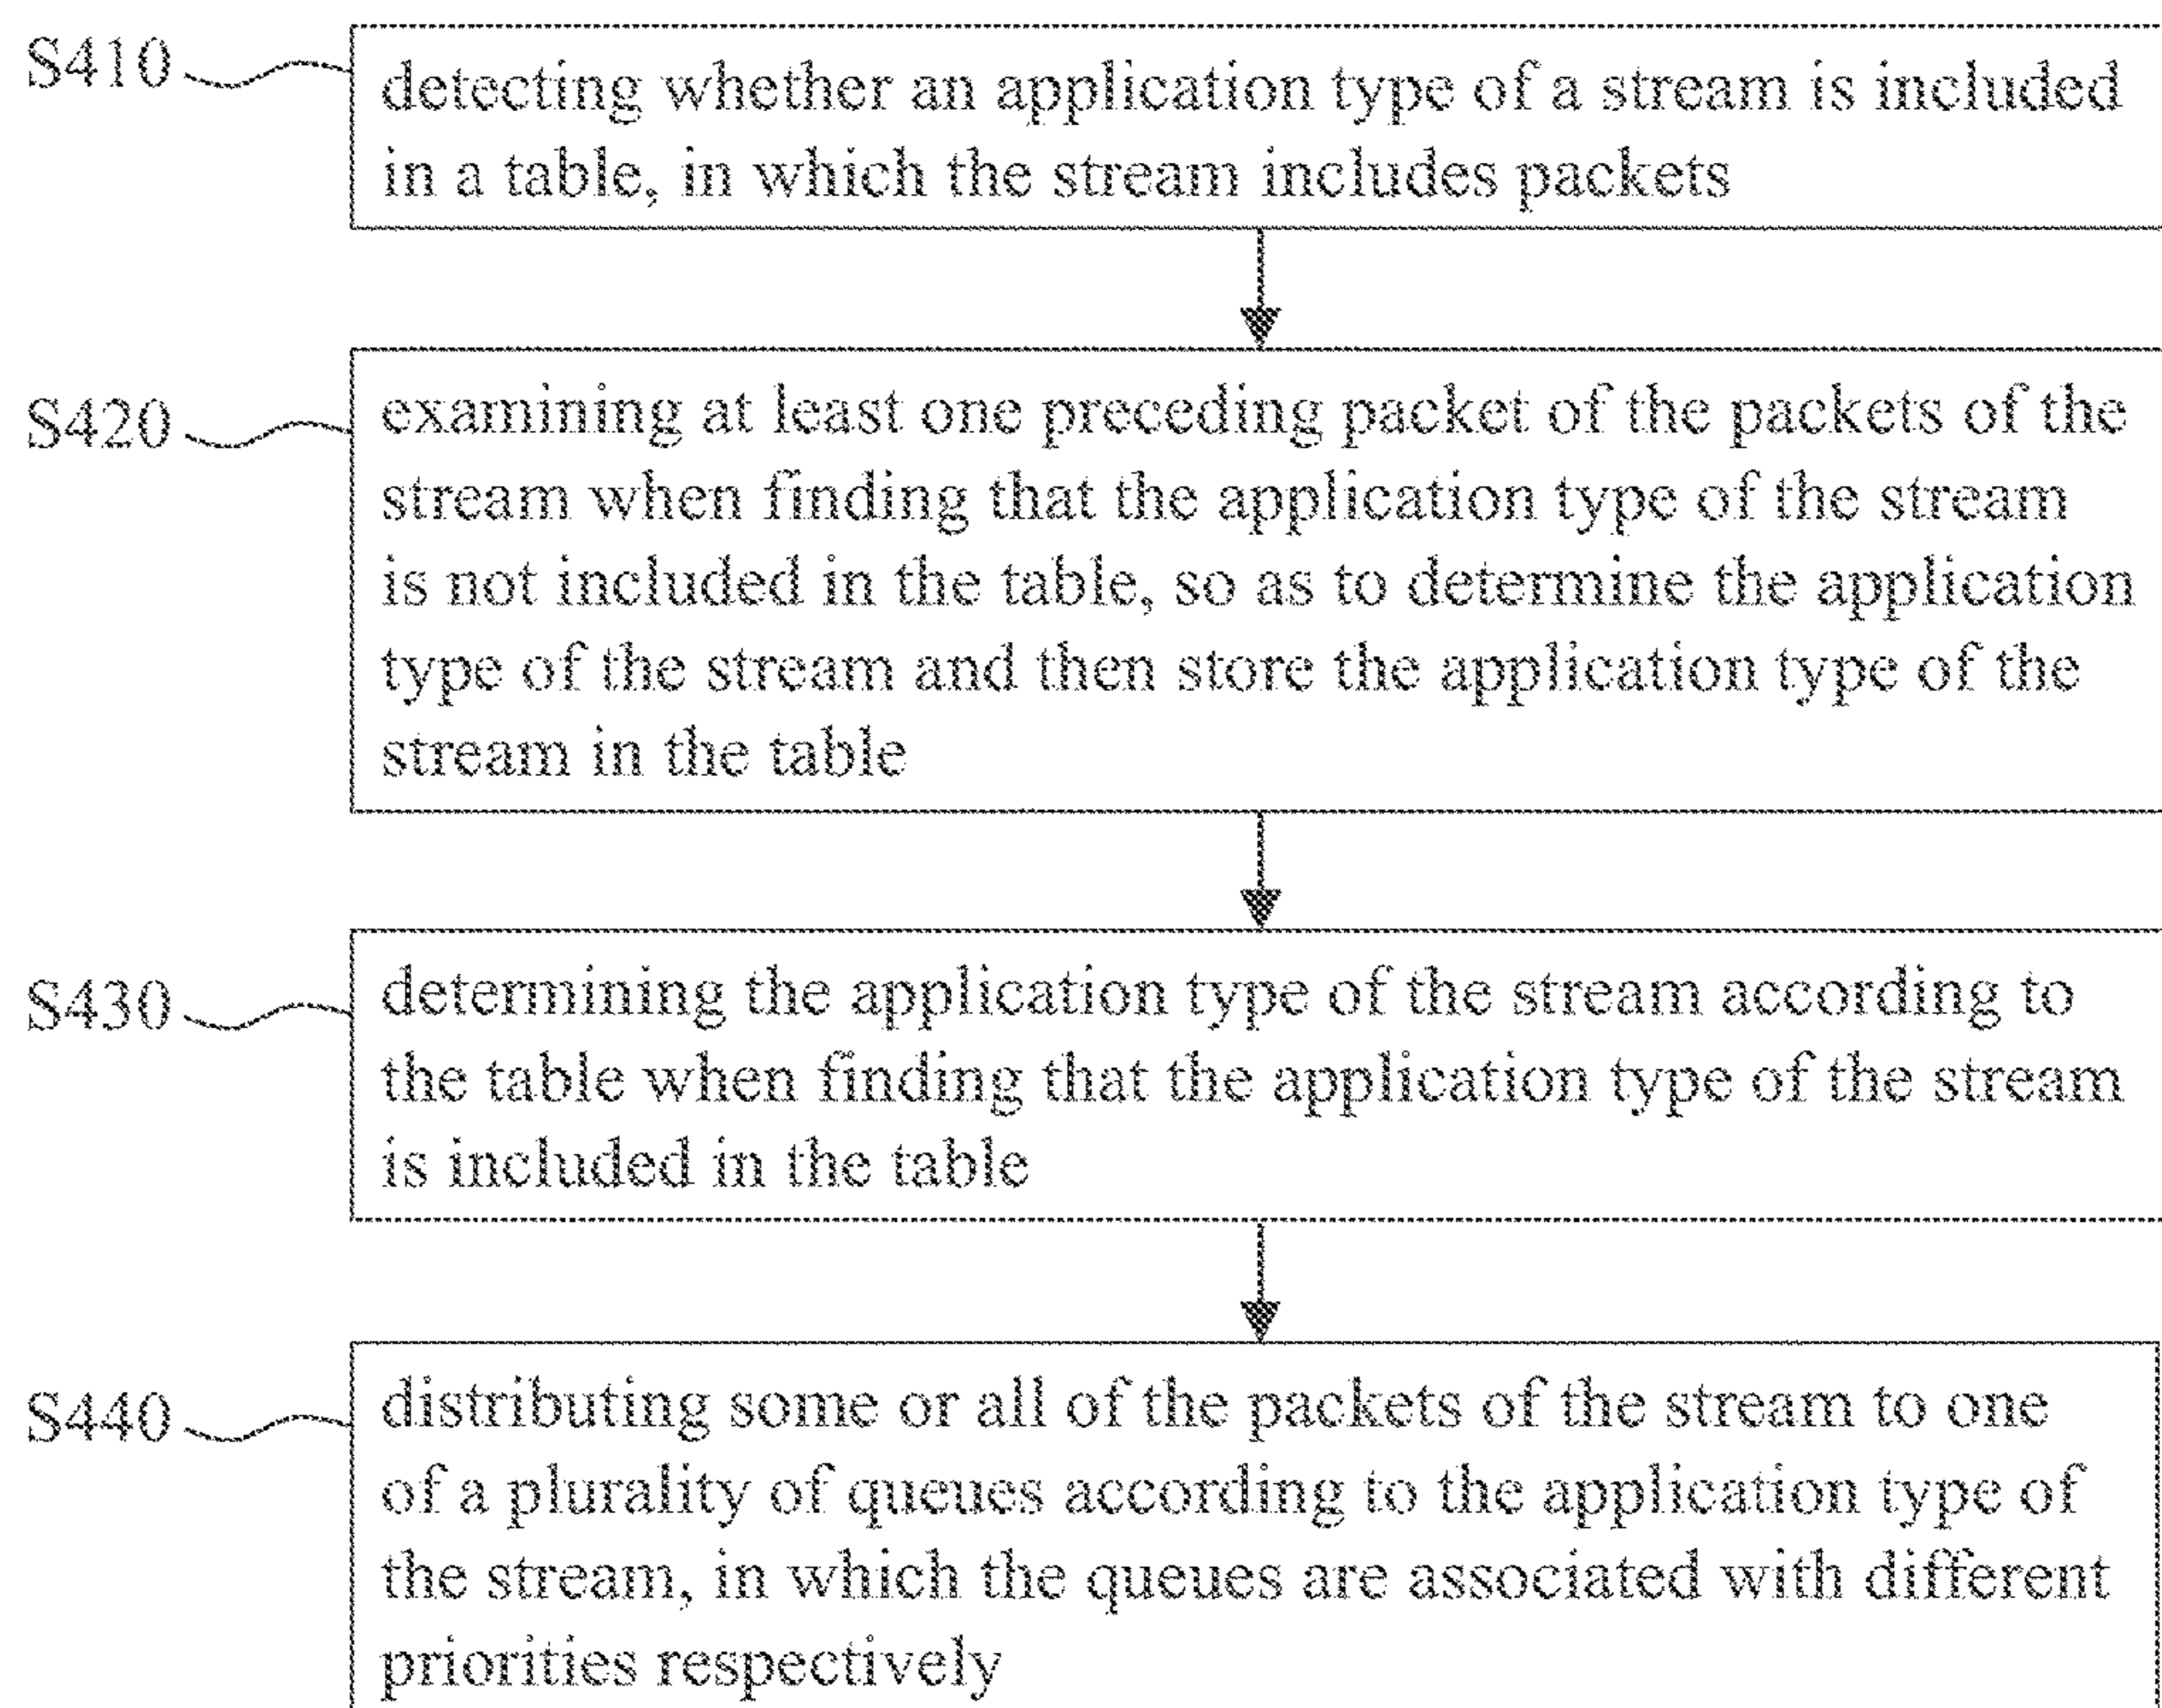 S410
detecting whether an application type of a stream is included
in a table, in which the stream includes packets
S420
examining at least one preceding packet of the packets of the
stream when finding that the application type of the stream
is not included in the table, so as to determine the application
type of the stream and then store the application type of the
stream in the table
S430
determining the application type of the stream according to
the table when finding that the application type of the stream
is included in the table
S440
distributing some or all of the packets of the stream to one
of a plurality of queues according to the application type of
the stream, in which the queues are associated with different
priorities respectively